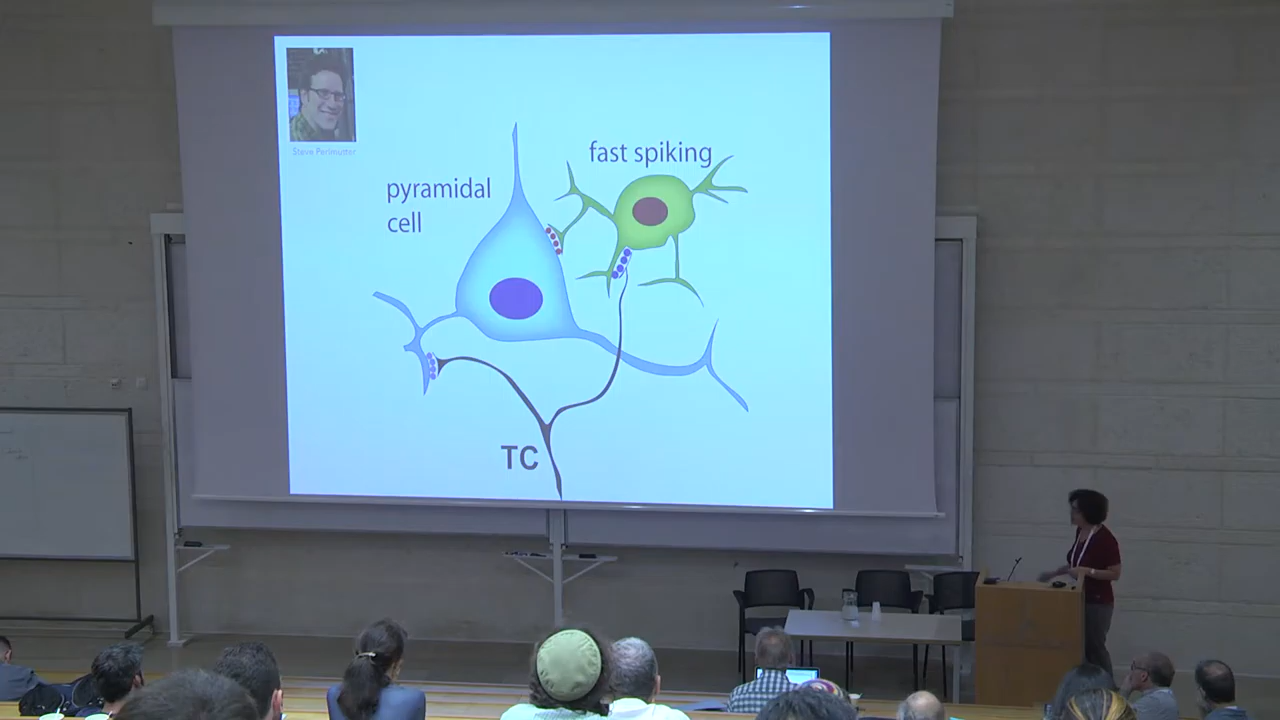 Steve Perlmutter
fast spiking
pyramidal
cell
TC